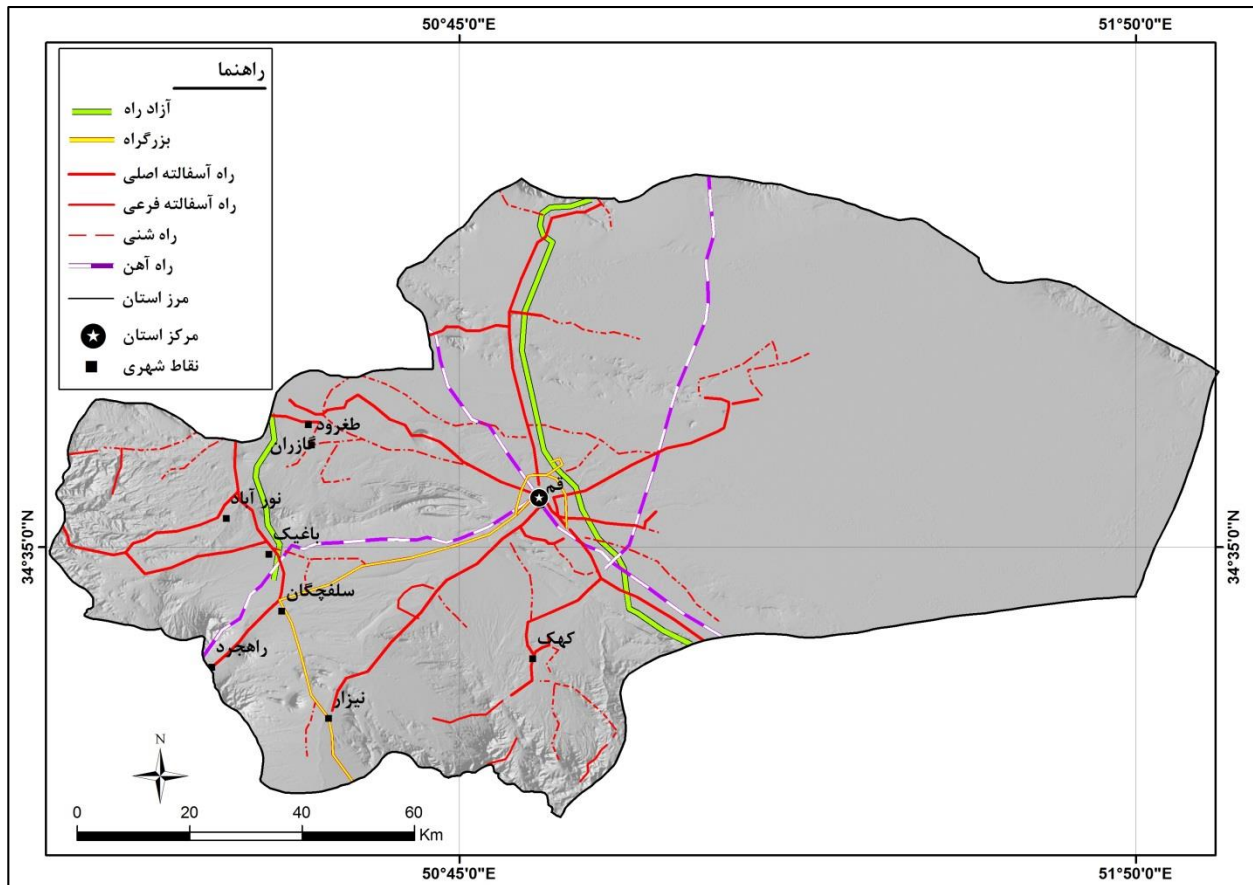 50°45'0"E
51°50'0"E
راهنما
آزاد راه
بزرگراه
راه آسفالته اصلی
راه آسفالته فرعی
راه شنی
راه آهن
مرز استان
مرکز استان
نقاط شهری
طغرود
گازران
قم
نور آباد
باغیک
34°35'0"N
34°35'0"N
سلفچگان
کهک
راهجرد
نیزار
N
0 20 40 60
Km
50°45'0"E
51°50'0"E